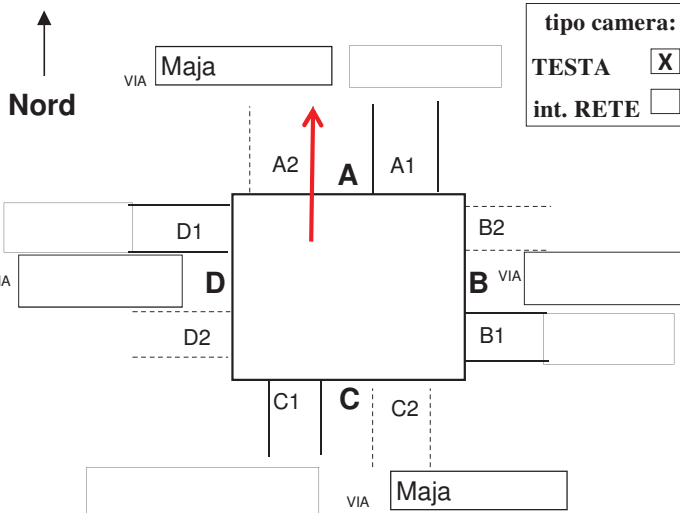 tipo camera:
VIA Maja
TESTA X
Nord
int. RETE
A2 A A1
D1 B2
VIA D B VIA
D2 B1
C1 C C2
VIA Maja